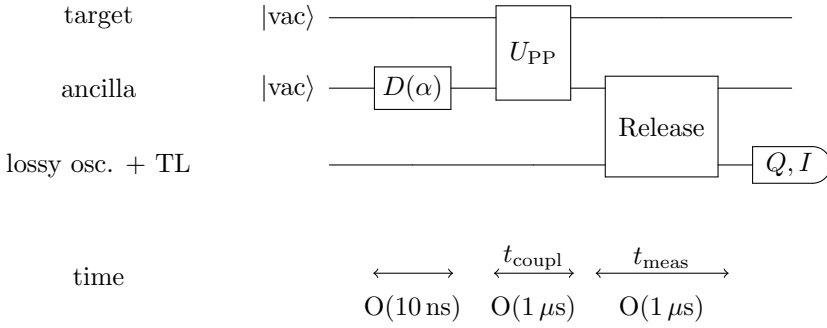 target |vac⟩ U_PP
ancilla |vac⟩ D(α)
Release
lossy osc. + TL Q, I
time t_coupl t_meas
O(10 ns) O(1 μs) O(1 μs)